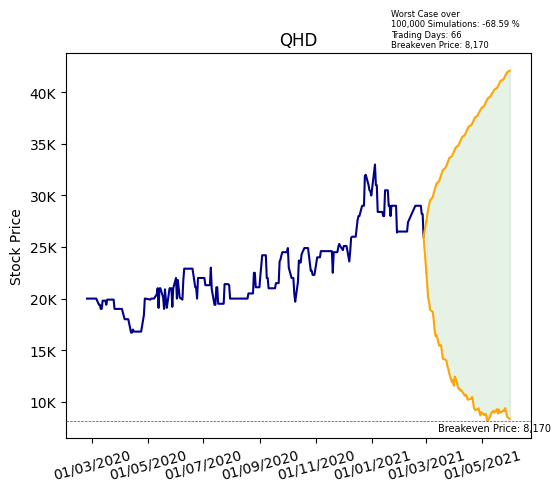 Worst Case over
100,000 Simulations: -68.59 %
Trading Days: 66
Breakeven Price: 8,170
QHD
Stock Price
40K
35K
30K
25K
20K
15K
10K
Breakeven Price: 8,170
01/03/2020
01/05/2020
01/07/2020
01/09/2020
01/11/2020
01/01/2021
01/03/2021
01/05/2021